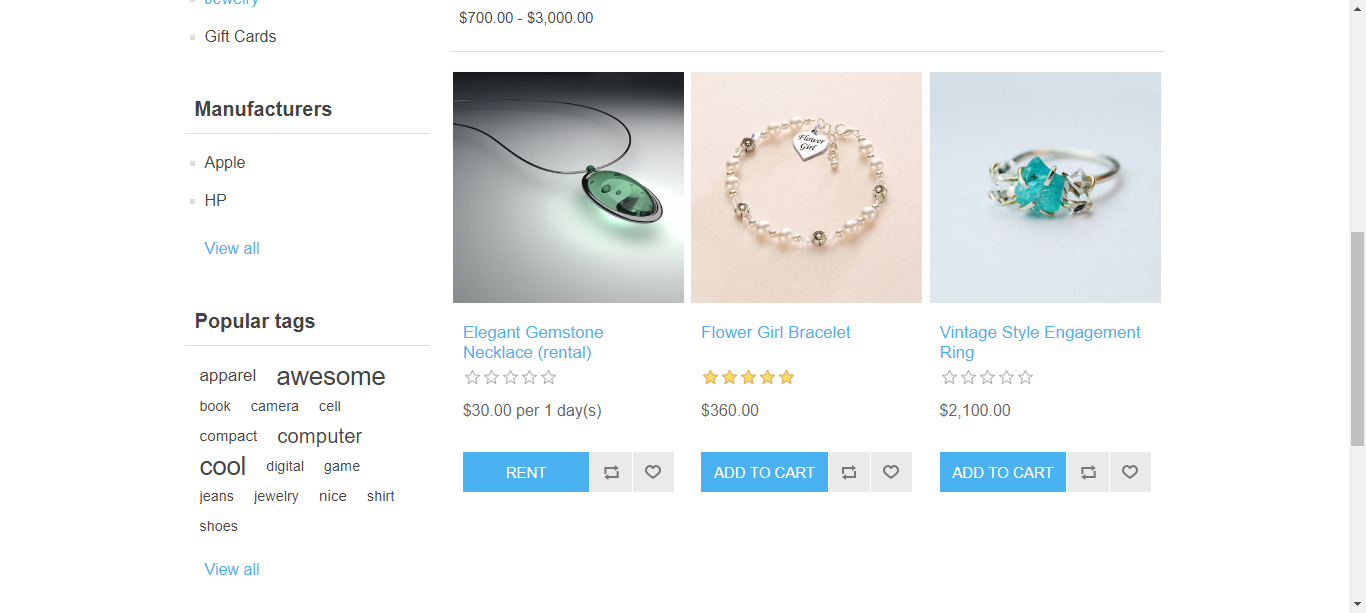 Jewelry
Gift Cards
Manufacturers
Apple
HP
View all
Popular tags
apparel awesome
book camera cell
compact computer
cool digital game
jeans jewelry nice shirt
shoes
View all
$700.00 - $3,000.00
Flower
Girl
Elegant Gemstone
Necklace (rental)
$30.00 per 1 day(s)
RENT
Flower Girl Bracelet
$360.00
ADD TO CART
Vintage Style Engagement
Ring
$2,100.00
ADD TO CART